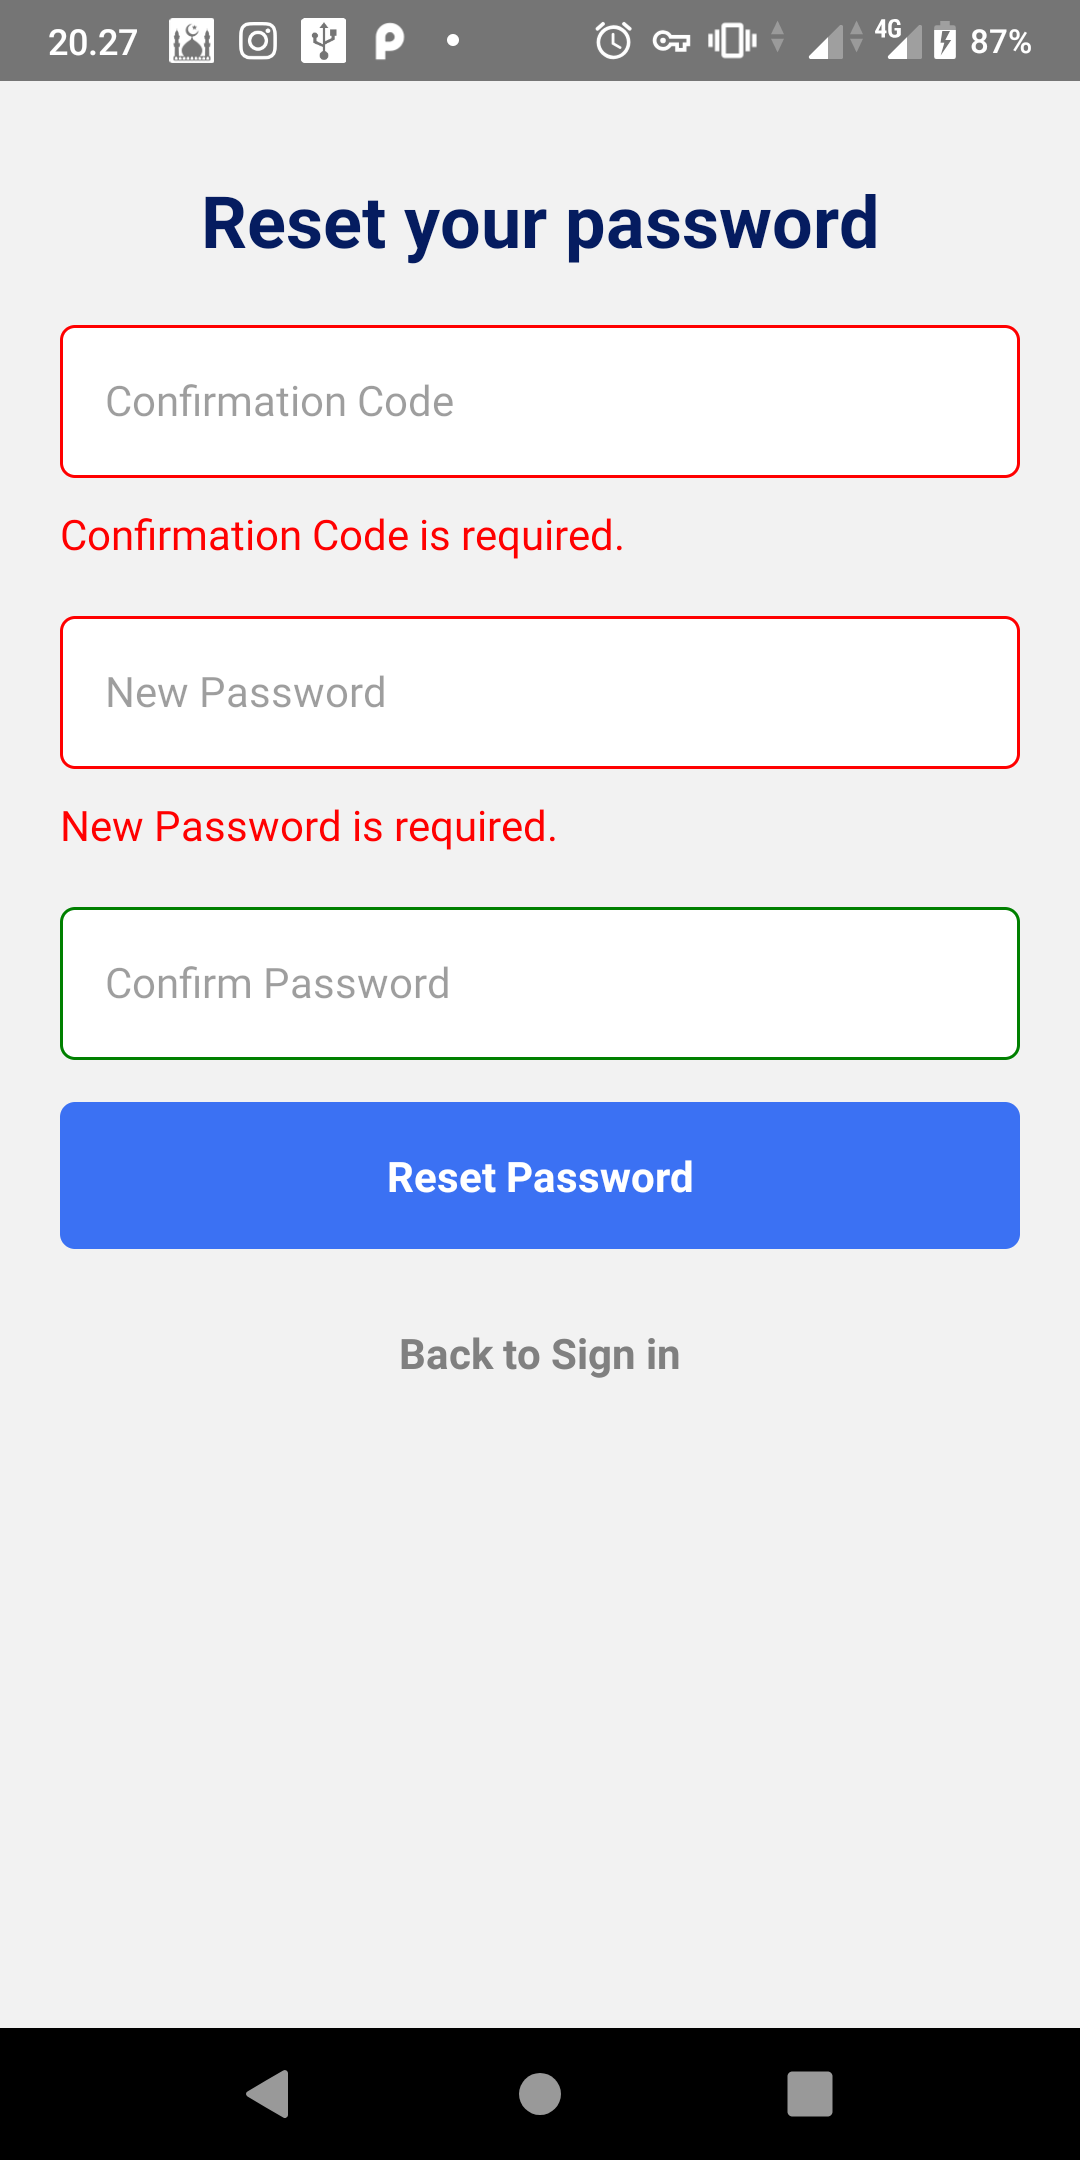 20.27 4G 87%
Reset your password
Confirmation Code
Confirmation Code is required.
New Password
New Password is required.
Confirm Password
Reset Password
Back to Sign in